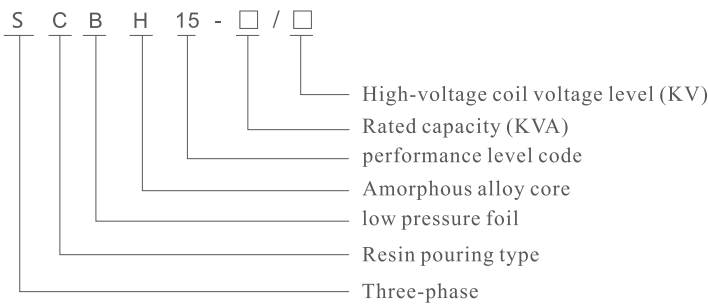 S C B H 15 - □ / □
High-voltage coil voltage level (KV)
Rated capacity (KVA)
performance level code
Amorphous alloy core
low pressure foil
Resin pouring type
Three-phase